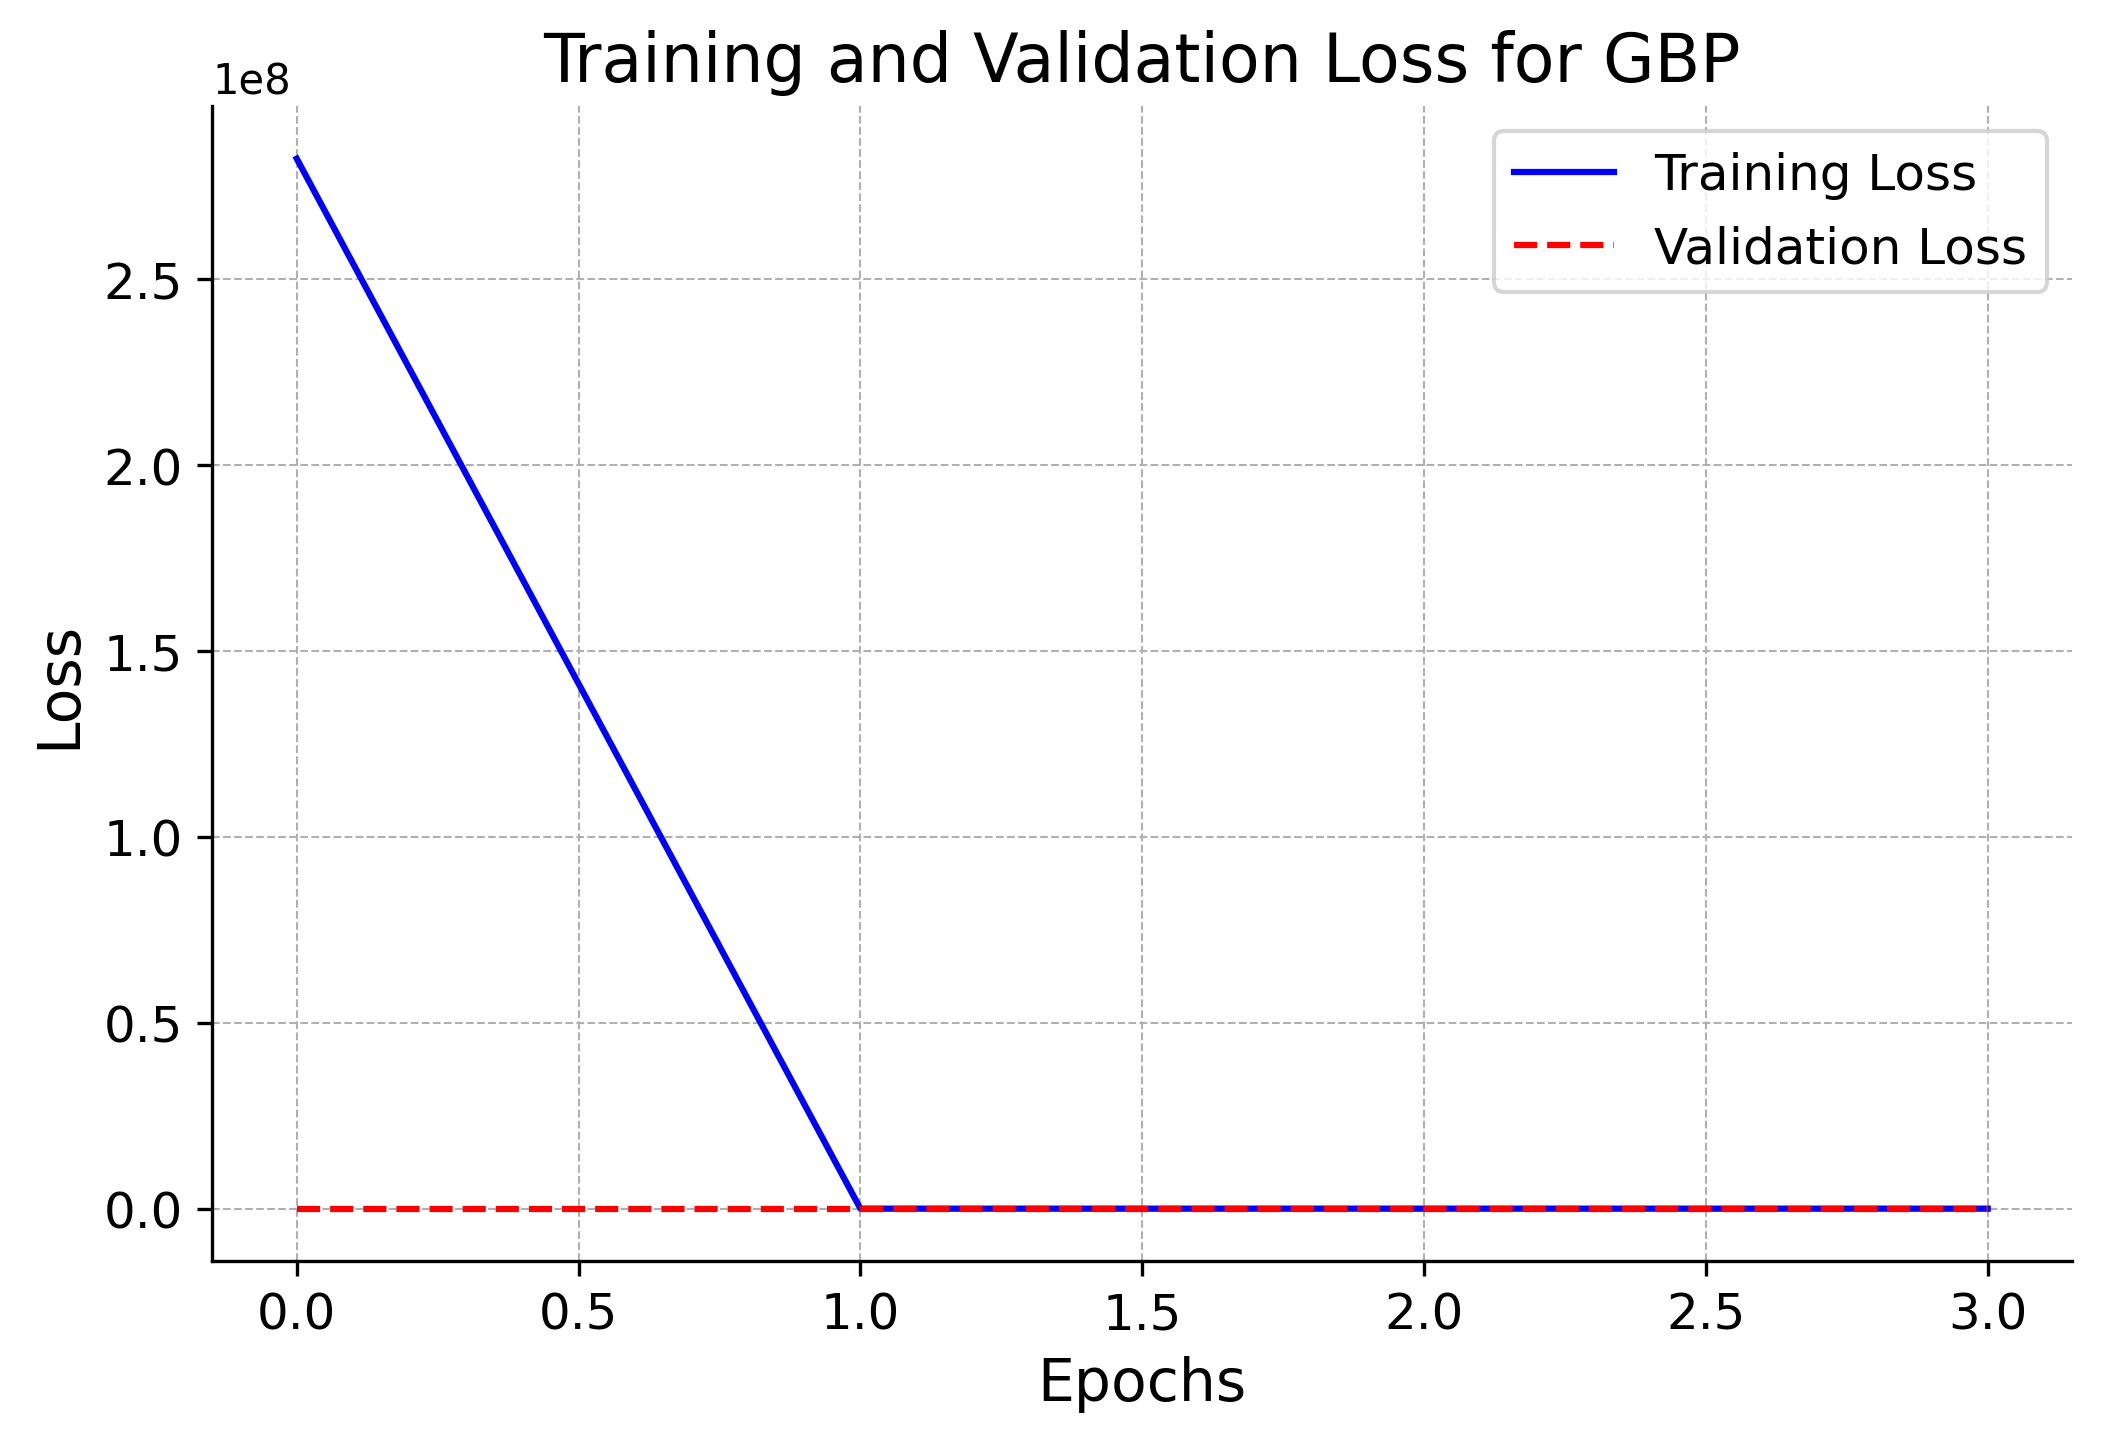 Training and Validation Loss for GBP
1e8
Training Loss
Validation Loss
2.5
2.0
1.5
1.0
0.5
0.0
Loss
0.0 0.5 1.0 1.5 2.0 2.5 3.0
Epochs